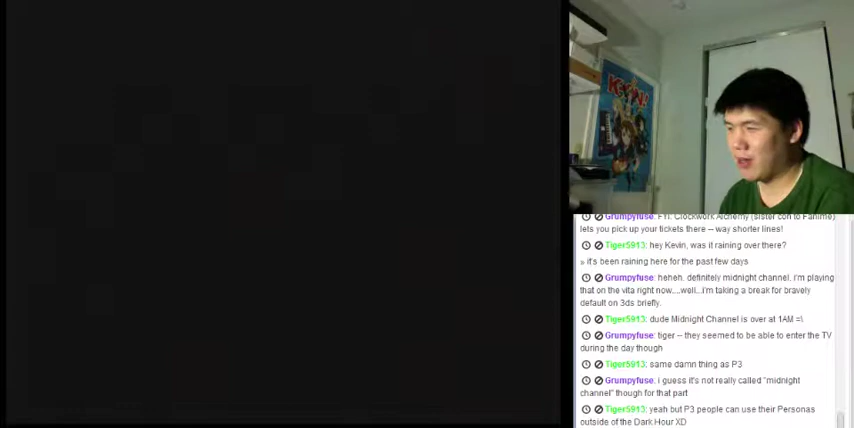 K-ON!
Grumpyfuse: FYI. Clockwork Alchemy (sister con to Fanime)
lets you pick up your tickets there -- way shorter lines!
Tiger5913: hey Kevin, was it raining over there?
» it's been raining here for the past few days
Grumpyfuse: heheh. definitely midnight channel. i'm playing
that on the vita right now....well...i'm taking a break for bravely
default on 3ds briefly.
Tiger5913: dude Midnight Channel is over at 1AM =\
Grumpyfuse: tiger -- they seemed to be able to enter the TV
during the day though
Tiger5913: same damn thing as P3
Grumpyfuse: i guess it's not really called "midnight
channel" though for that part
Tiger5913: yeah but P3 people can use their Personas
outside of the Dark Hour XD